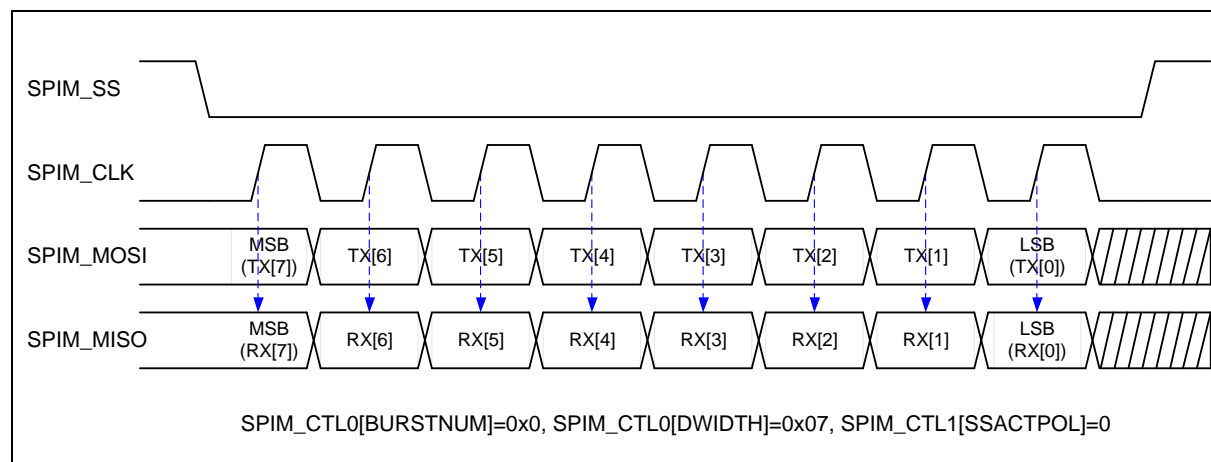 SPIM_SS
SPIM_CLK
SPIM_MOSI
MSB
(TX[7])
TX[6]
TX[5]
TX[4]
TX[3]
TX[2]
TX[1]
LSB
(TX[0])
SPIM_MISO
MSB
(RX[7])
RX[6]
RX[5]
RX[4]
RX[3]
RX[2]
RX[1]
LSB
(RX[0])
SPIM_CTL0[BURSTNUM]=0x0, SPIM_CTL0[DWIDTH]=0x07, SPIM_CTL1[SSACTPOL]=0